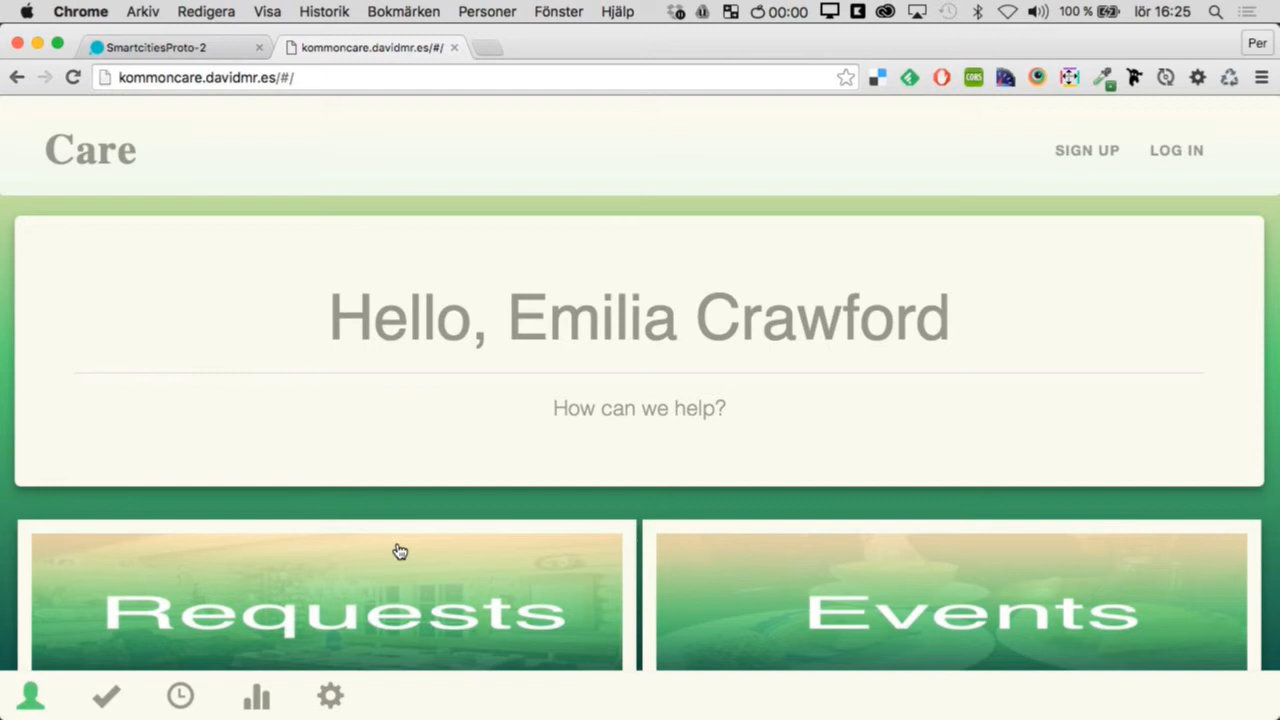 Chrome Arkiv Redigera Visa Historik Bokmärken Personer Fönster Hjälp 00:00 100 % lör 16:25
SmartcitiesProto-2 kommoncare.davidmr.es/#/ Per
kommoncare.davidmr.es/#/ CORS
Care SIGN UP LOG IN
Hello, Emilia Crawford
How can we help?
Requests Events